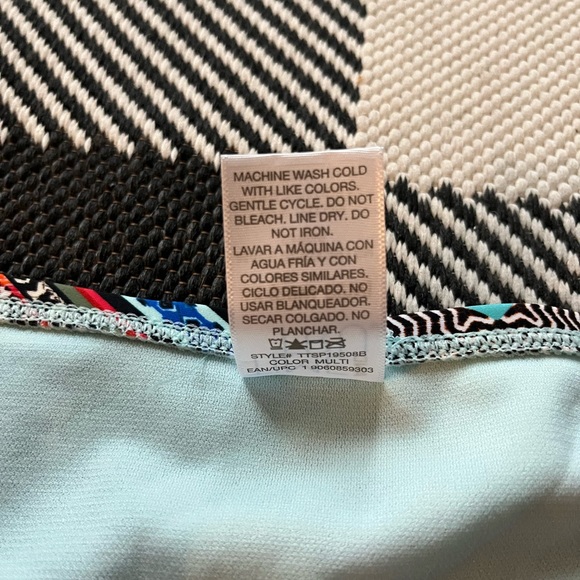 MACHINE WASH COLD
WITH LIKE COLORS.
GENTLE CYCLE. DO NOT
BLEACH. LINE DRY. DO
NOT IRON.
LAVAR A MÁQUINA CON
AGUA FRÍA Y CON
COLORES SIMILARES.
CICLO DELICADO. NO
USAR BLANQUEADOR.
SECAR COLGADO. NO
PLANCHAR.
STYLE# TTSP19508B
COLOR MULTI
EAN/UPC 1 9060859303